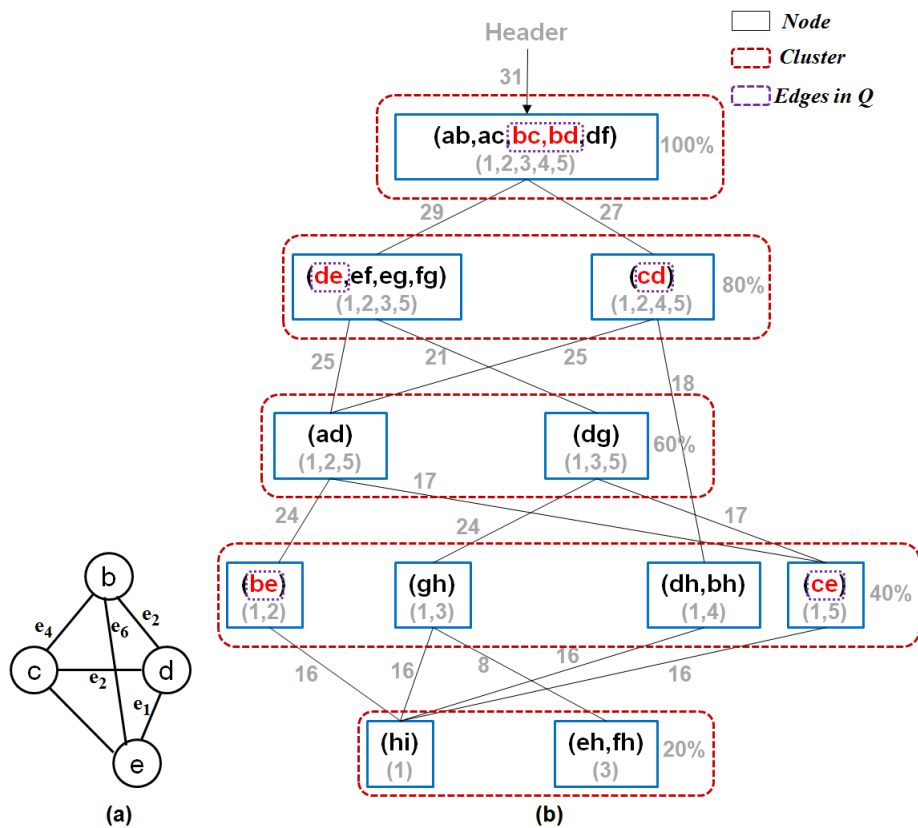 Header
31
Node
Cluster
Edges in Q
(ab,ac,bc,bd,df)
(1,2,3,4,5)
100%
29
27
(de,ef,eg,fg)
(1,2,3,5)
(cd)
(1,2,4,5)
80%
25
21
25
18
(ad)
(1,2,5)
(dg)
(1,3,5)
60%
24
17
24
17
(be)
(1,2)
(gh)
(1,3)
(dh,bh)
(1,4)
(ce)
(1,5)
40%
16
16
8
16
16
(hi)
(1)
(eh,fh)
(3)
20%
b
e4
e6
e2
c
d
e2
e1
e
(a)
(b)